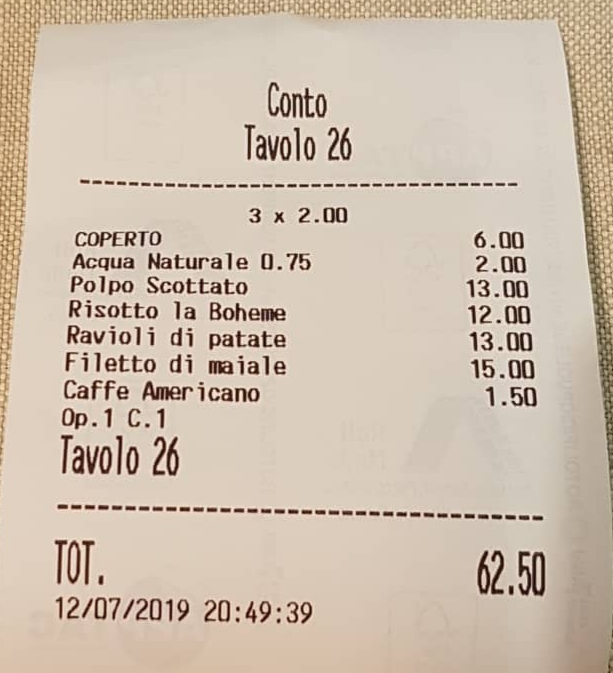 Conto
Tavolo 26
3 x 2.00
COPERTO 6.00
Acqua Naturale 0.75 2.00
Polpo Scottato 13.00
Risotto la Boheme 12.00
Ravioli di patate 13.00
Filetto di maiale 15.00
Caffe Americano 1.50
Op.1 C.1
Tavolo 26
TOT. 62.50
12/07/2019 20:49:39